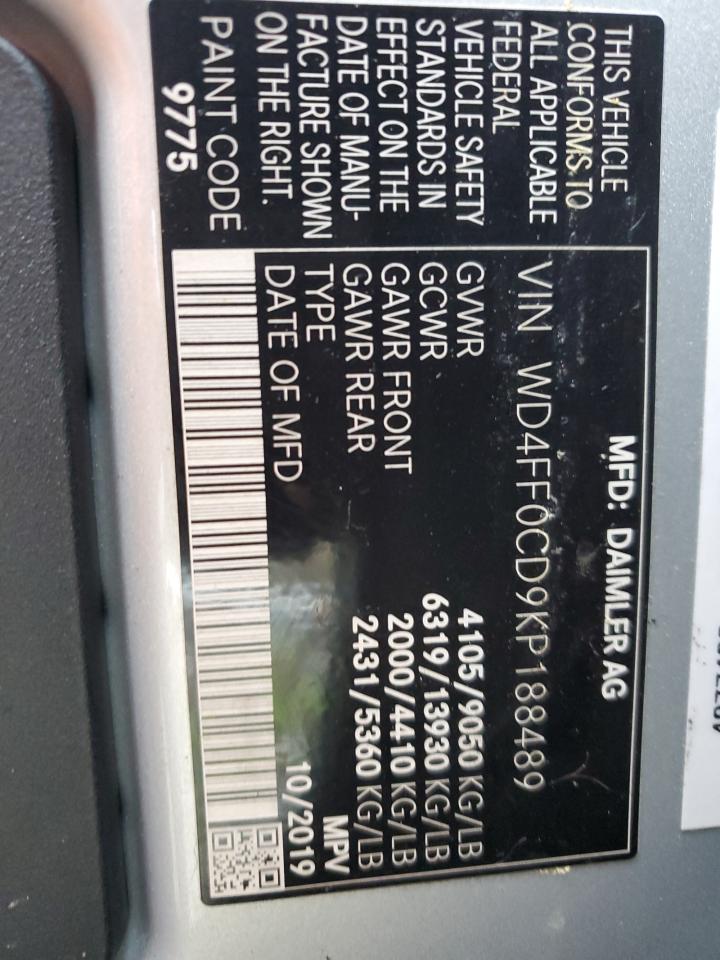 THIS VEHICLE
CONFORMS TO
ALL APPLICABLE
FEDERAL
VEHICLE SAFETY
STANDARDS IN
EFFECT ON THE
DATE OF MANU-
FACTURE SHOWN
ON THE RIGHT.
PAINT CODE
9775
MFD: DAIMLER AG
VIN WD4FF0CD9KP188489
GVWR 4105/9050 KG/LB
GCWR 6319/13930 KG/LB
GAWR FRONT 2000/4410 KG/LB
GAWR REAR 2431/5360 KG/LB
TYPE MPV
DATE OF MFD 10/2019